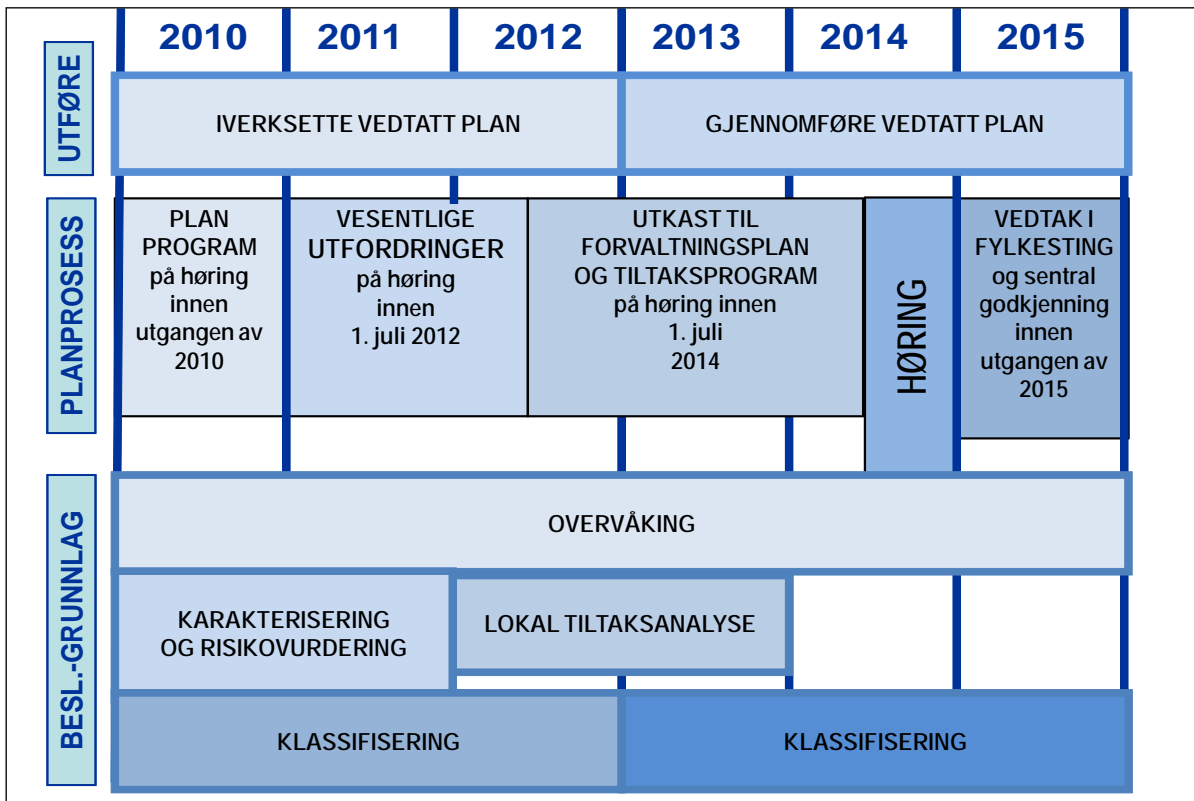 2010 2011 2012 2013 2014 2015
UTFØRE
IVERKSETTE VEDTATT PLAN
GJENNOMFØRE VEDTATT PLAN
PLANPROSESS
PLAN
PROGRAM
på høring
innen
utgangen av
2010
VESENTLIGE
UTFORDRINGER
på høring
innen
1. juli 2012
UTKAST TIL
FORVALTNINGSPLAN
OG TILTAKSPROGRAM
på høring innen
1. juli
2014
HØRING
VEDTAK I
FYLKESTING
og sentral
godkjenning
innen
utgangen av
2015
BESL.-GRUNNLAG
OVERVÅKING
KARAKTERISERING
OG RISIKOVURDERING
LOKAL TILTAKSANALYSE
KLASSIFISERING
KLASSIFISERING